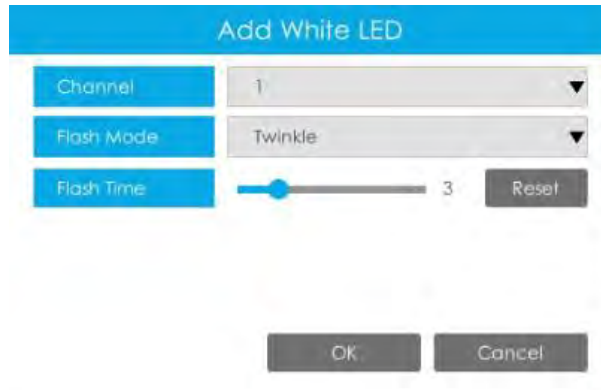 Add White LED
Channel 1
Flash Mode Twinkle
Flash Time 3 Reset
OK Cancel